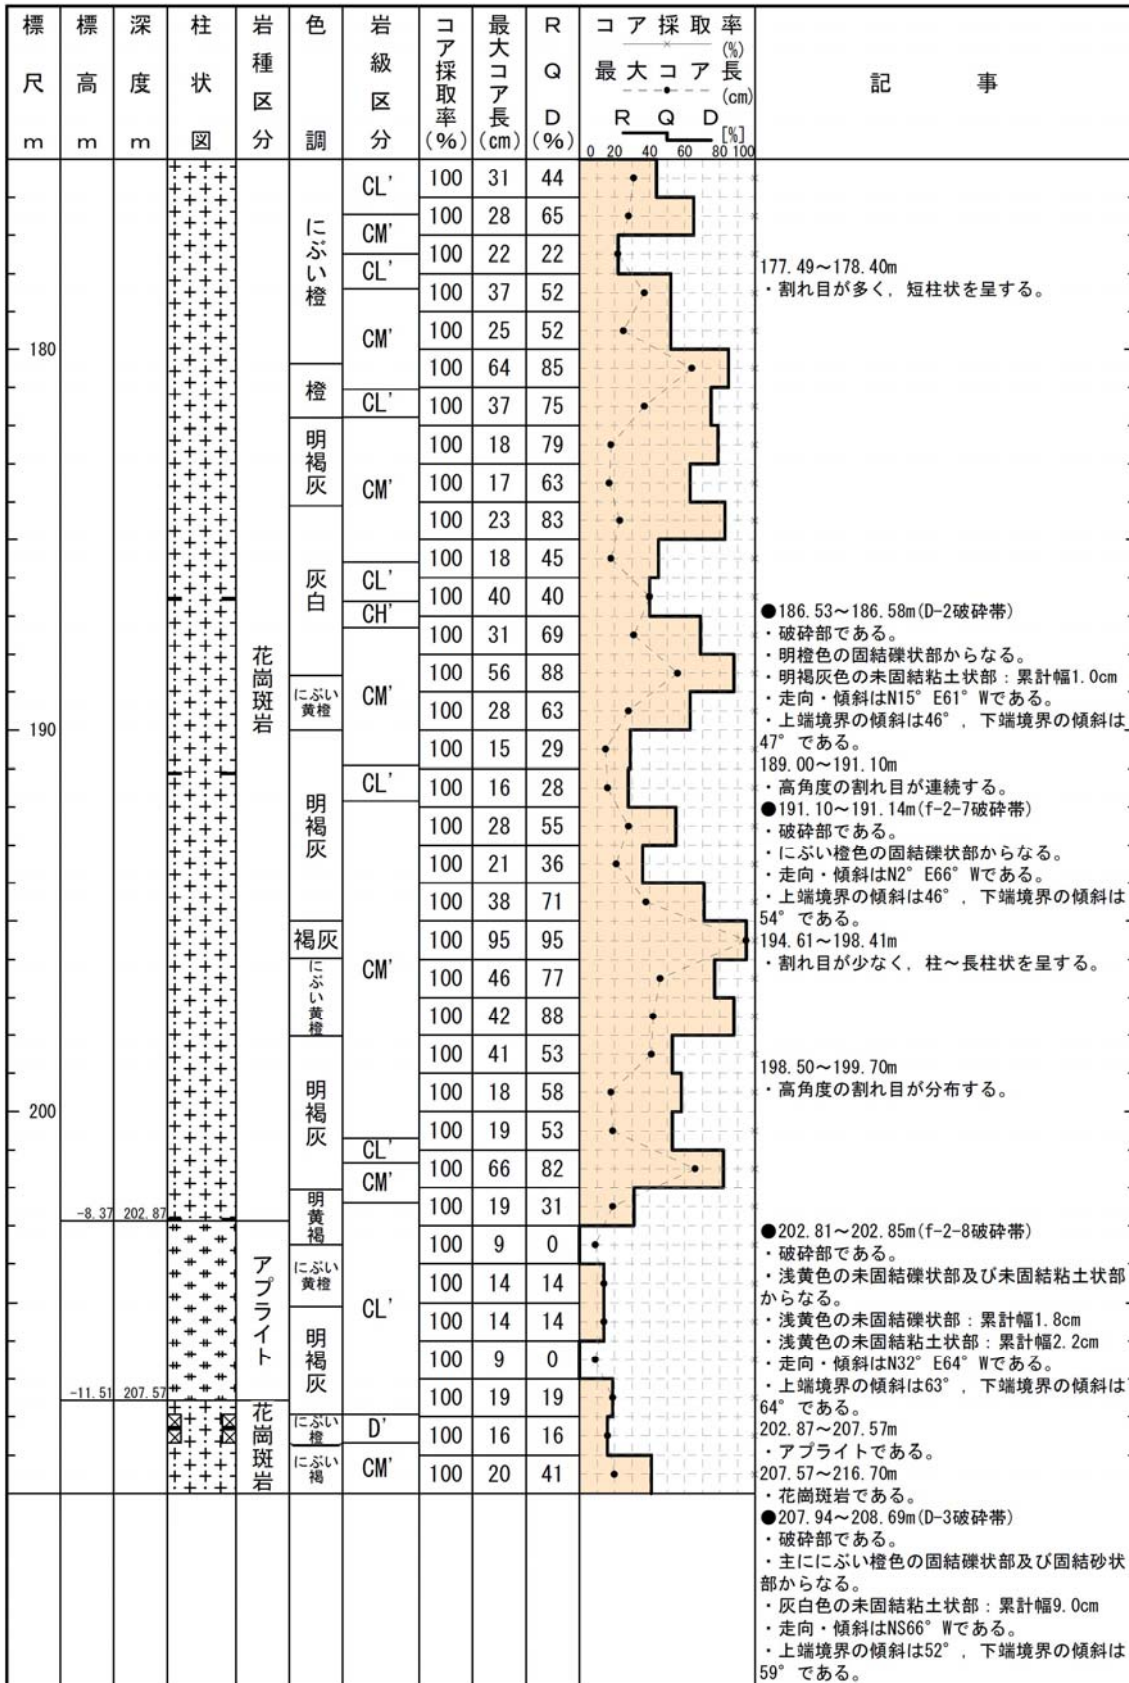 標尺 m
標高 m
深度 m
柱状図
岩種区分
色調
岩級区分
コア採取率(%)
最大コア長(cm)
RQD(%)
コア採取率(%)
最大コア長(cm)
RQD[%]
0 20 40 60 80 100
記事
180
190
200
-8.37 202.87
-11.51 207.57
花崗斑岩
アプライト
花崗斑岩
にぶい橙
橙
明褐灰
灰白
にぶい黄橙
明褐灰
褐灰
にぶい黄橙
明褐灰
明黄褐
にぶい黄橙
明褐灰
にぶい橙
にぶい褐
CL'
CM'
CL'
CM'
CL'
CM'
CL'
CH'
CM'
CL'
CM'
CL'
CM'
CL'
D'
CM'
100 31 44
100 28 65
100 22 22
100 37 52
100 25 52
100 64 85
100 37 75
100 18 79
100 17 63
100 23 83
100 18 45
100 40 40
100 31 69
100 56 88
100 28 63
100 15 29
100 16 28
100 28 55
100 21 36
100 38 71
100 95 95
100 46 77
100 42 88
100 41 53
100 18 58
100 19 53
100 66 82
100 19 31
100 9 0
100 14 14
100 14 14
100 9 0
100 19 19
100 16 16
100 20 41
177.49～178.40m
・割れ目が多く，短柱状を呈する。
●186.53～186.58m(D-2破砕帯)
・破砕部である。
・明橙色の固結礫状部からなる。
・明褐灰色の未固結粘土状部：累計幅1.0cm
・走向・傾斜はN15°E61°Wである。
・上端境界の傾斜は46°，下端境界の傾斜は
47°である。
189.00～191.10m
・高角度の割れ目が連続する。
●191.10～191.14m(f-2-7破砕帯)
・破砕部である。
・にぶい橙色の固結礫状部からなる。
・走向・傾斜はN2°E66°Wである。
・上端境界の傾斜は46°，下端境界の傾斜は
54°である。
194.61～198.41m
・割れ目が少なく，柱～長柱状を呈する。
198.50～199.70m
・高角度の割れ目が分布する。
●202.81～202.85m(f-2-8破砕帯)
・破砕部である。
・浅黄色の未固結礫状部及び未固結粘土状部
からなる。
・浅黄色の未固結礫状部：累計幅1.8cm
・浅黄色の未固結粘土状部：累計幅2.2cm
・走向・傾斜はN32°E64°Wである。
・上端境界の傾斜は63°，下端境界の傾斜は
64°である。
202.87～207.57m
・アプライトである。
207.57～216.70m
・花崗斑岩である。
●207.94～208.69m(D-3破砕帯)
・破砕部である。
・主ににぶい橙色の固結礫状部及び固結砂状
部からなる。
・灰白色の未固結粘土状部：累計幅9.0cm
・走向・傾斜はNS66°Wである。
・上端境界の傾斜は52°，下端境界の傾斜は
59°である。